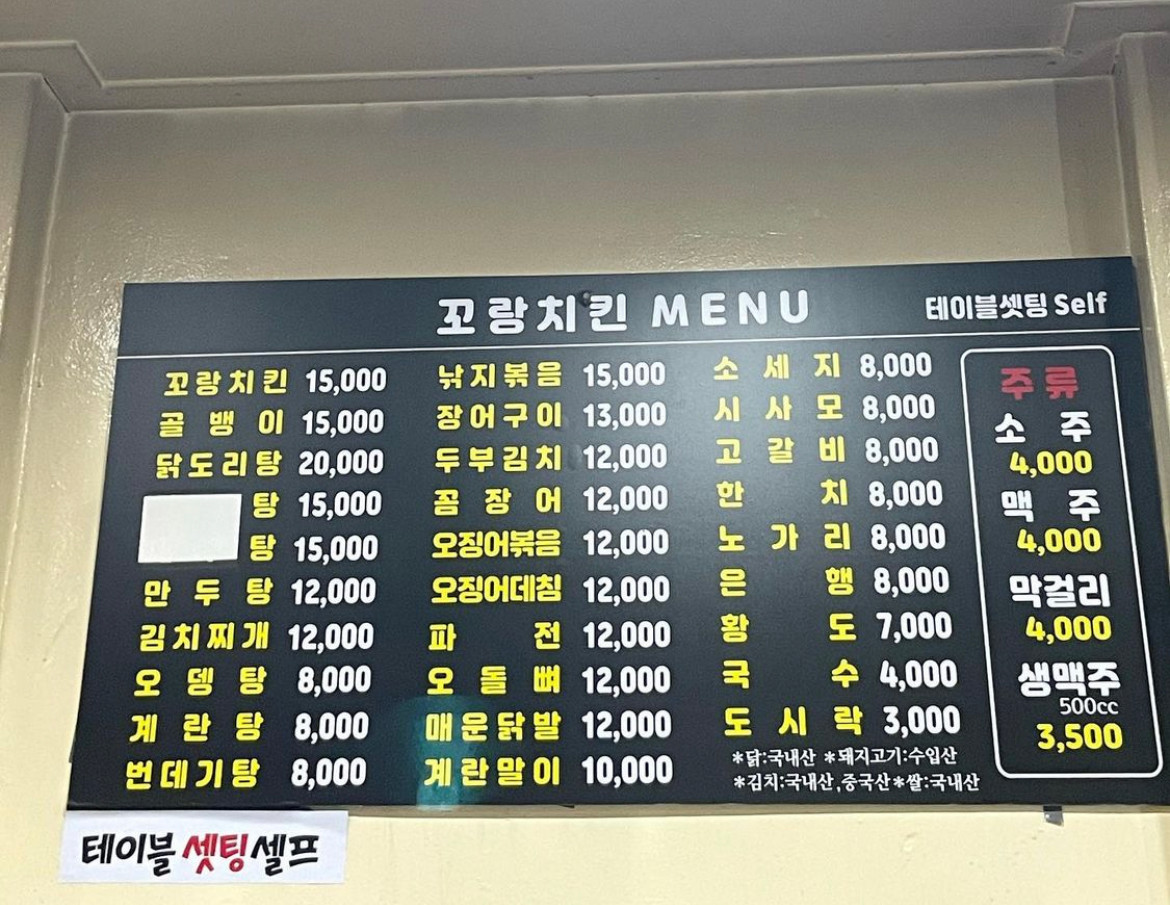 꼬랑치킨 MENU
테이블셋팅 Self
꼬랑치킨 15,000
골뱅이 15,000
닭도리탕 20,000
탕 15,000
탕 15,000
만두탕 12,000
김치찌개 12,000
오뎅탕 8,000
계란탕 8,000
번데기탕 8,000
낚지볶음 15,000
장어구이 13,000
두부김치 12,000
꼼장어 12,000
오징어볶음 12,000
오징어데침 12,000
파전 12,000
오돌뼈 12,000
매운닭발 12,000
계란말이 10,000
소세지 8,000
시사모 8,000
고갈비 8,000
한치 8,000
노가리 8,000
은행 8,000
황도 7,000
국수 4,000
도시락 3,000
*닭:국내산 *돼지고기:수입산
*김치:국내산,중국산*쌀:국내산
주류
소주
4,000
맥주
4,000
막걸리
4,000
생맥주
500cc
3,500
테이블 셋팅 셀프